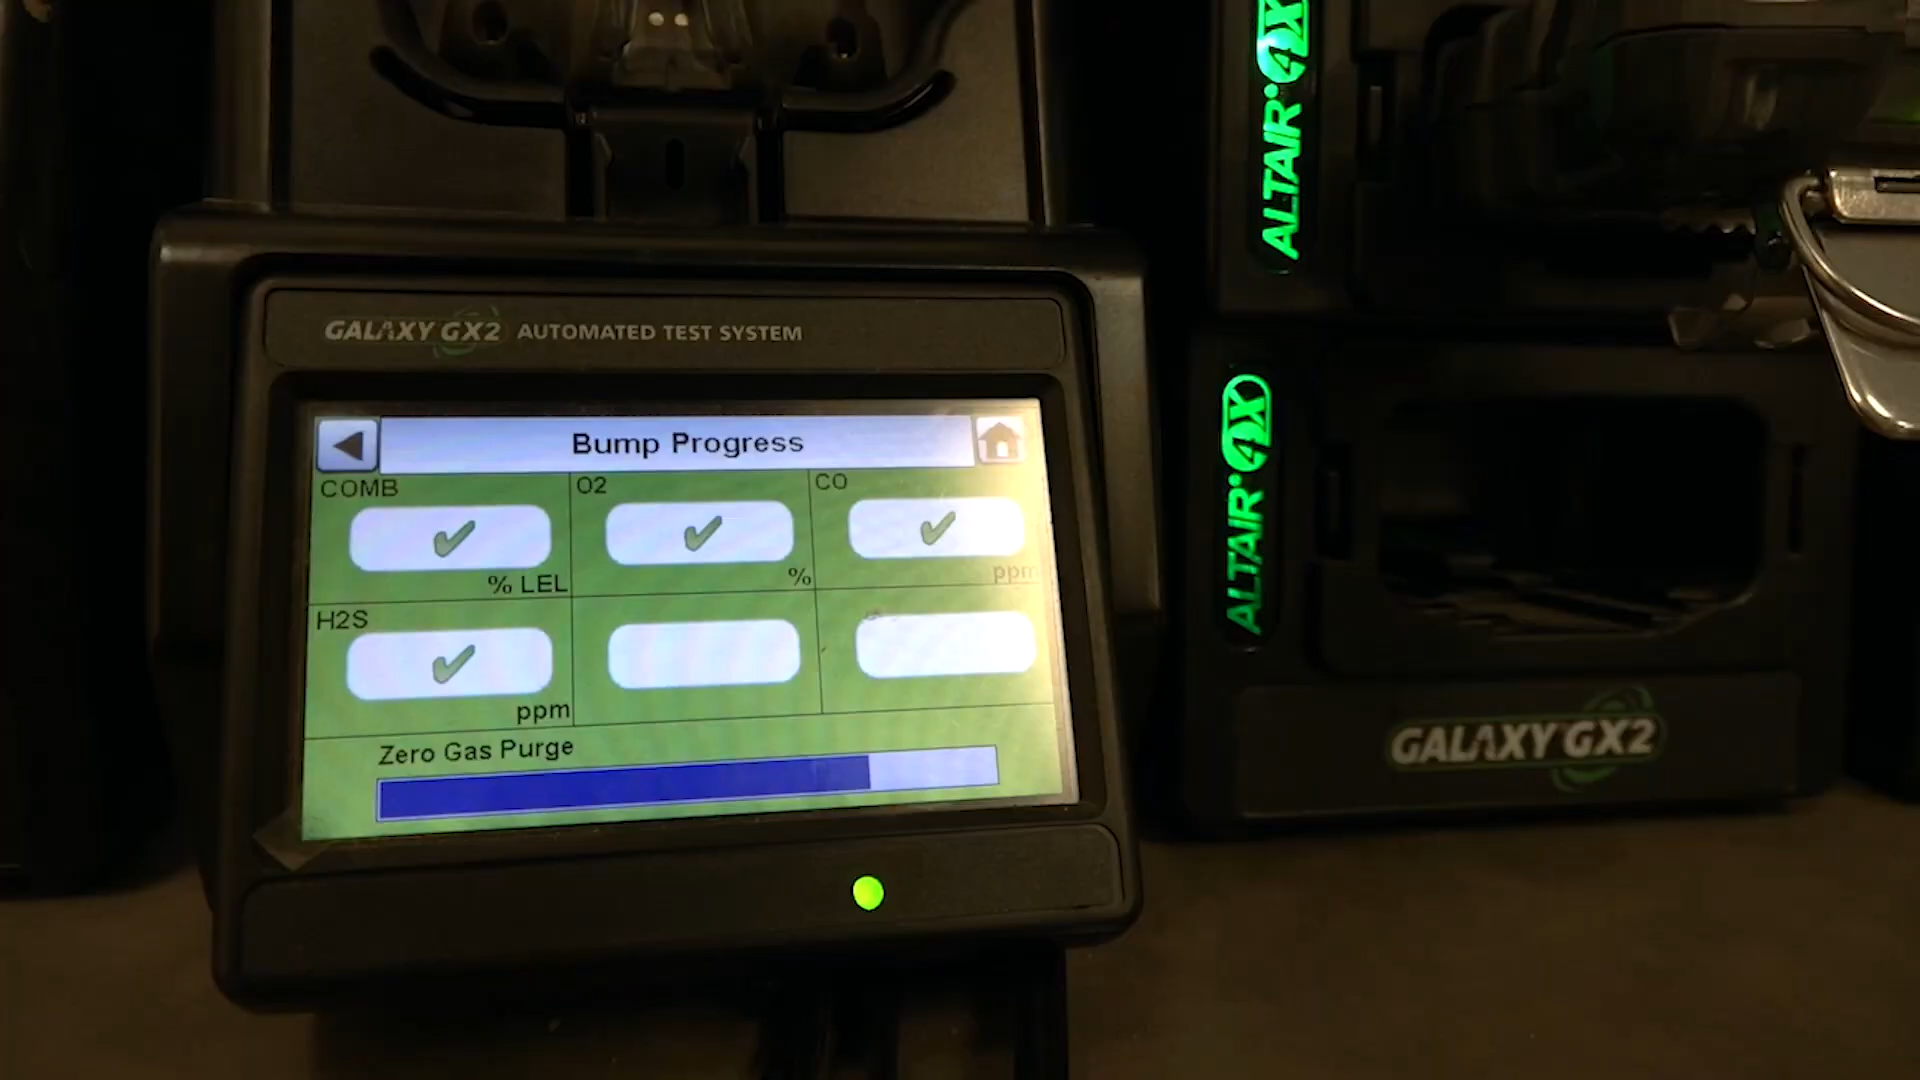 GALAXY GX2 AUTOMATED TEST SYSTEM
Bump Progress
COMB
O2
CO
% LEL
%
ppm
H2S
ppm
Zero Gas Purge
ALTAIR 4X
ALTAIR 4X
GALAXY GX2